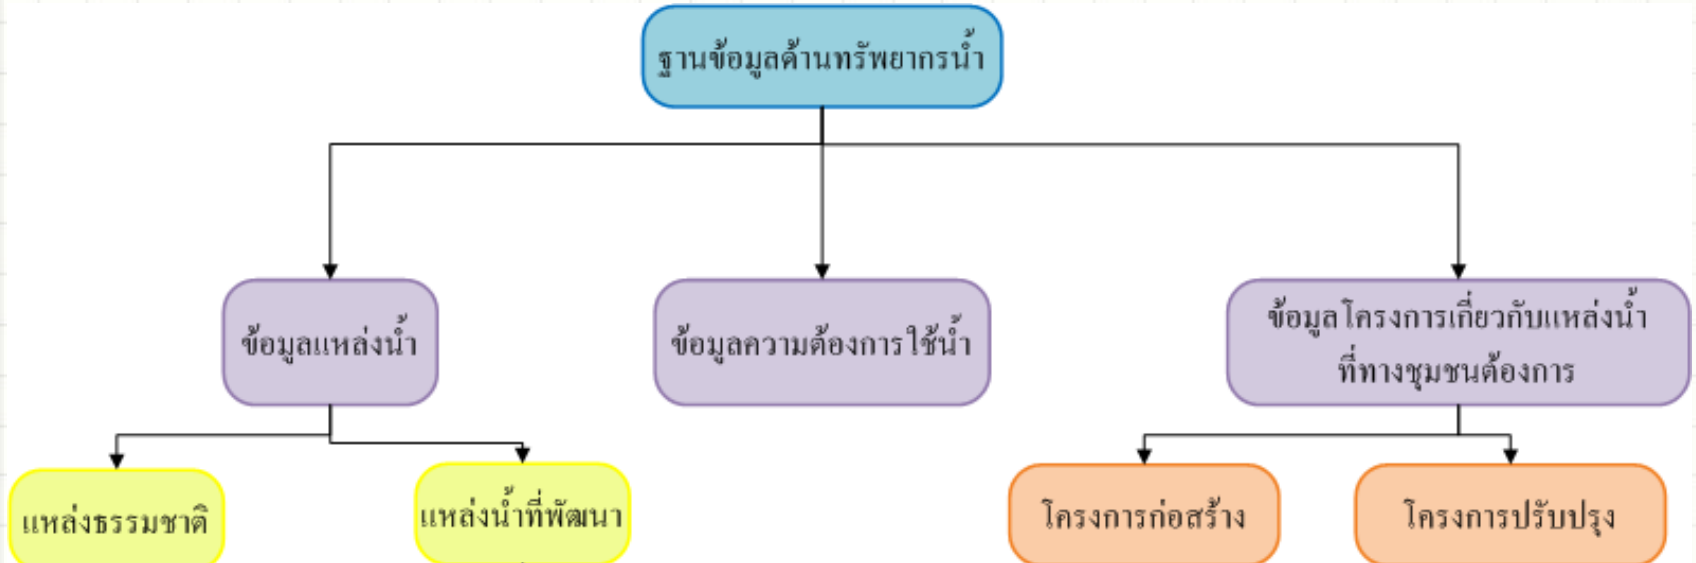 ฐานข้อมูลด้านทรัพยากรน้ำ
ข้อมูลแหล่งน้ำ
ข้อมูลความต้องการใช้น้ำ
ข้อมูลโครงการเกี่ยวกับแหล่งน้ำ
ที่ทางชุมชนต้องการ
แหล่งธรรมชาติ
แหล่งน้ำที่พัฒนา
โครงการก่อสร้าง
โครงการปรับปรุง